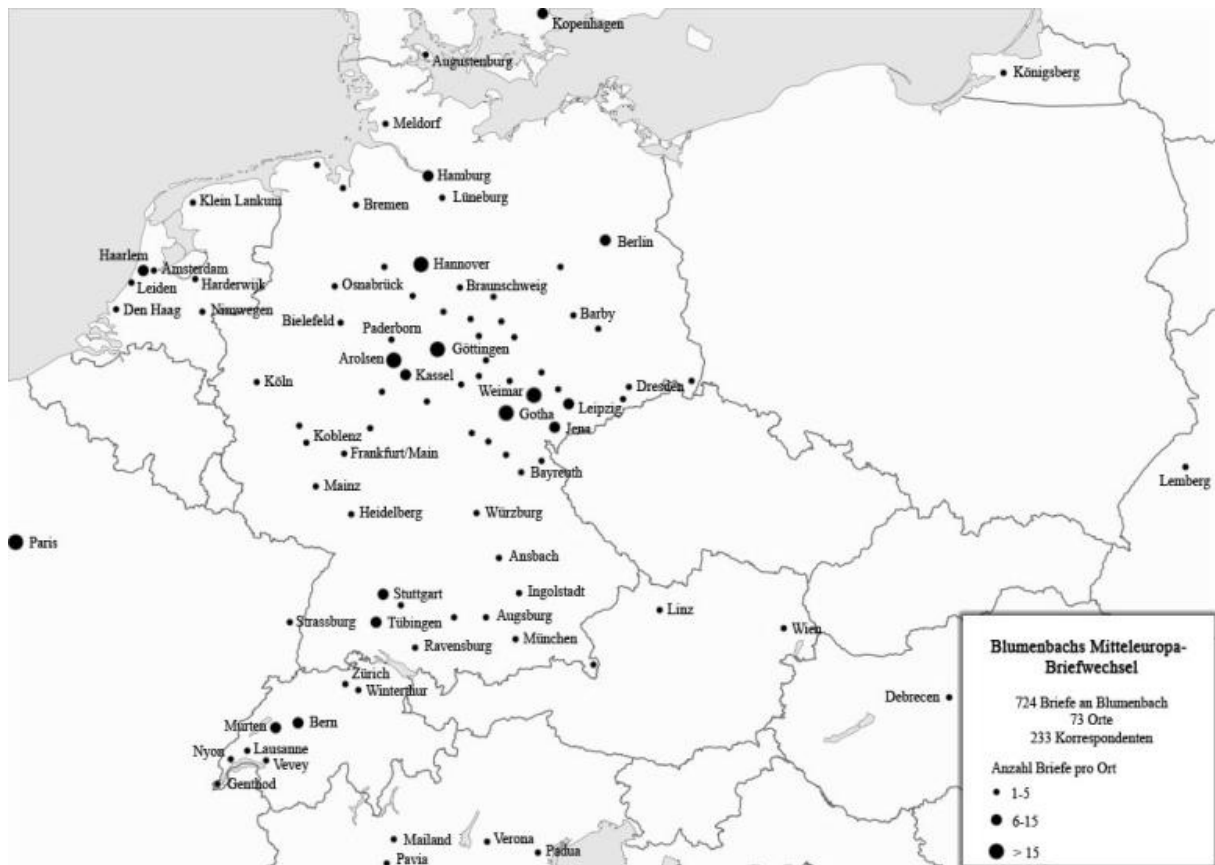 Kopenhagen
Augustenburg
Königsberg
Meldorf
Hamburg
Klein Lankum
Bremen
Lüneburg
Berlin
Haarlem
Amsterdam
Hannover
Leiden
Harderwijk
Osnabrück
Braunschweig
Den Haag
Nimwegen
Bielefeld
Barby
Paderborn
Göttingen
Arolsen
Kassel
Köln
Weimar
Dresden
Leipzig
Gotha
Jena
Koblenz
Frankfurt/Main
Bayreuth
Lemberg
Mainz
Heidelberg
Würzburg
Paris
Ansbach
Stuttgart
Ingolstadt
Linz
Strassburg
Tübingen
Augsburg
Wien
München
Ravensburg
Zürich
Winterthur
Debrecen
Murten
Bern
Nyon
Lausanne
Vevey
Genthod
Mailand
Verona
Padua
Pavia
Blumenbachs Mitteleuropa-
Briefwechsel
724 Briefe an Blumenbach
73 Orte
233 Korrespondenten
Anzahl Briefe pro Ort
1-5
6-15
> 15